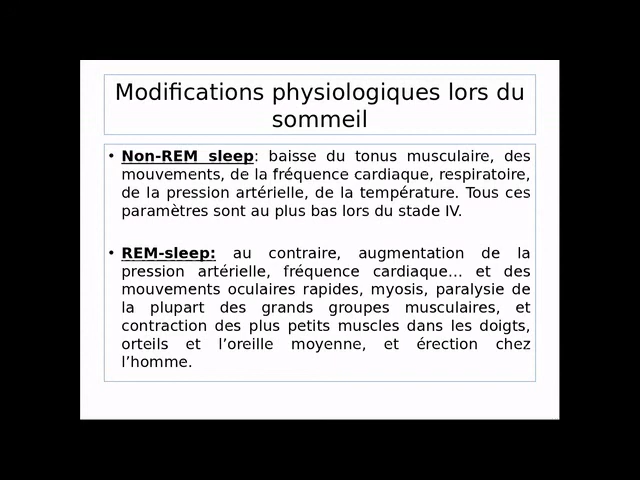 Modifications physiologiques lors du
sommeil
• Non-REM sleep: baisse du tonus musculaire, des
mouvements, de la fréquence cardiaque, respiratoire,
de la pression artérielle, de la température. Tous ces
paramètres sont au plus bas lors du stade IV.
• REM-sleep: au contraire, augmentation de la
pression artérielle, fréquence cardiaque… et des
mouvements oculaires rapides, myosis, paralysie de
la plupart des grands groupes musculaires, et
contraction des plus petits muscles dans les doigts,
orteils et l’oreille moyenne, et érection chez
l’homme.